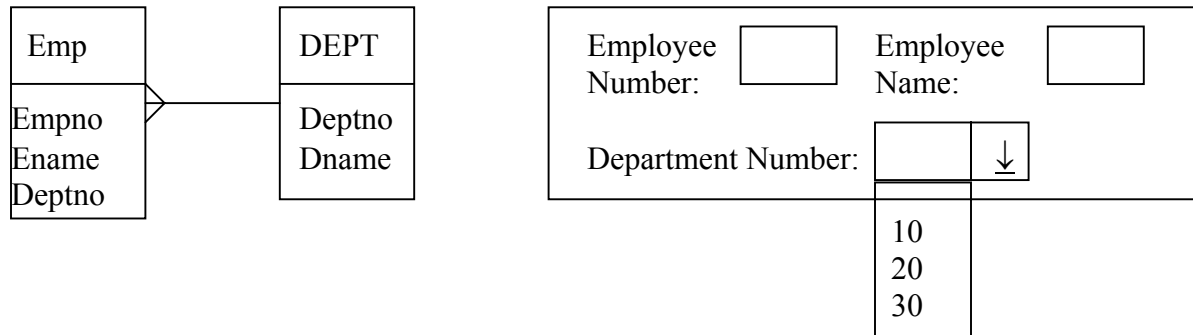 Emp
Empno
Ename
Deptno
DEPT
Deptno
Dname
Employee
Number:
Employee
Name:
Department Number:
↓
10
20
30